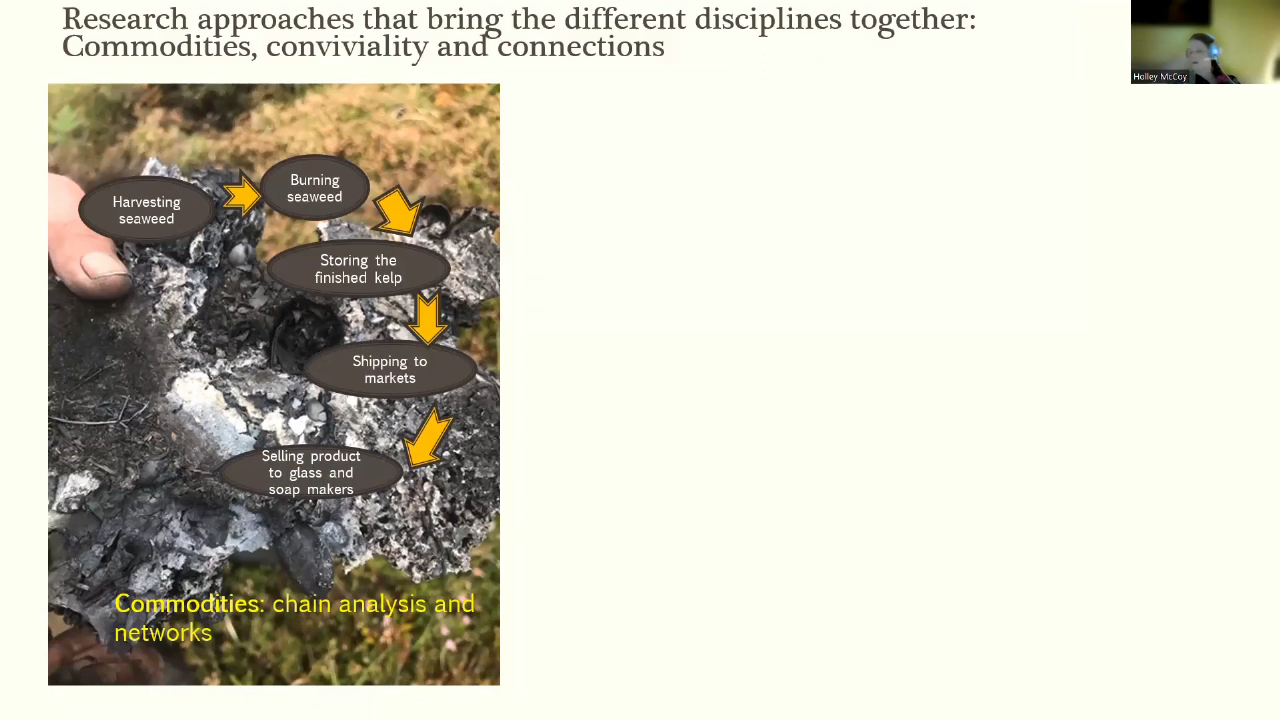 Research approaches that bring the different disciplines together:
Commodities, conviviality and connections
Holley McCoy
Harvesting
seaweed
Burning
seaweed
Storing the
finished kelp
Shipping to
markets
Selling product
to glass and
soap makers
Commodities: chain analysis and
networks